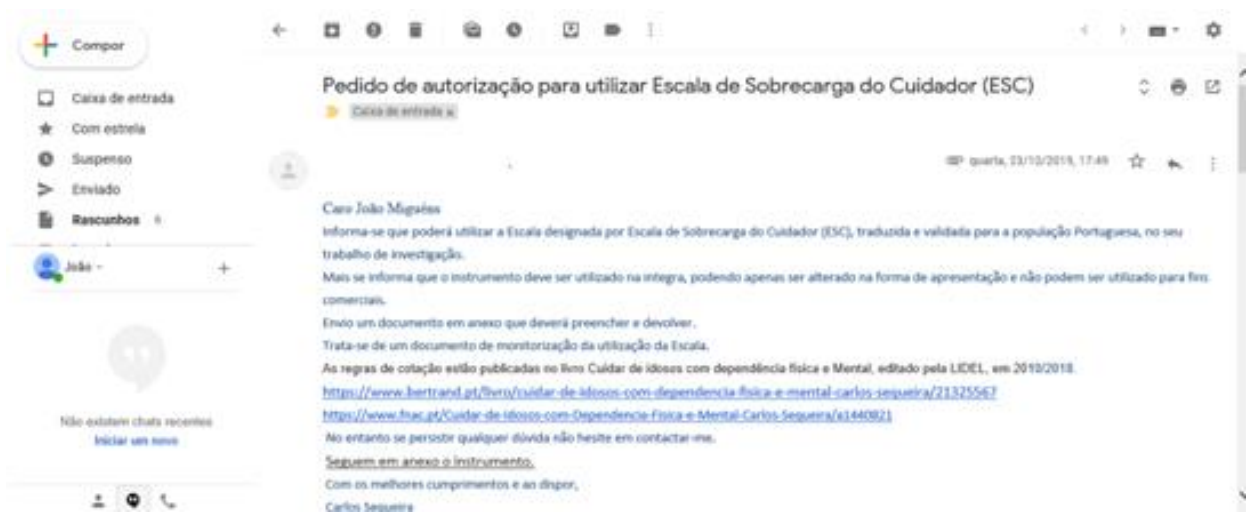 Compor
Caixa de entrada
Com estrela
Suspenso
Enviado
Rascunhos 6
João
Não existem chats recentes
Iniciar um novo
Pedido de autorização para utilizar Escala de Sobrecarga do Cuidador (ESC)
Caixa de entrada x
quarta, 23/10/2019, 17:49
Caro João
Informa-se que poderá utilizar a Escala designada por Escala de Sobrecarga do Cuidador (ESC), traduzida e validada para a população Portuguesa, no seu
trabalho de investigação.
Mais se informa que o instrumento deve ser utilizado na integra, podendo apenas ser alterado na forma de apresentação e não podem ser utilizado para fins
comerciais.
Envio um documento em anexo que deverá preencher e devolver.
Trata-se de um documento de monitorização da utilização da Escala.
As regras de cotação estão publicadas no livro Cuidar de idosos com dependência física e Mental, editado pela LIDEL, em 2010/2018.
https://www.bertrand.pt/livro/cuidar-de-idosos-com-dependencia-fisica-e-mental-carlos-sequeira/21325567
https://www.fnac.pt/Cuidar-de-Idosos-com-Dependencia-Fisica-e-Mental-Carlos-Sequeira/a1440821
No entanto se persistir qualquer dúvida não hesite em contactar-me.
Seguem em anexo o instrumento.
Com os melhores cumprimentos e ao dispor,
Carlos Sequeira